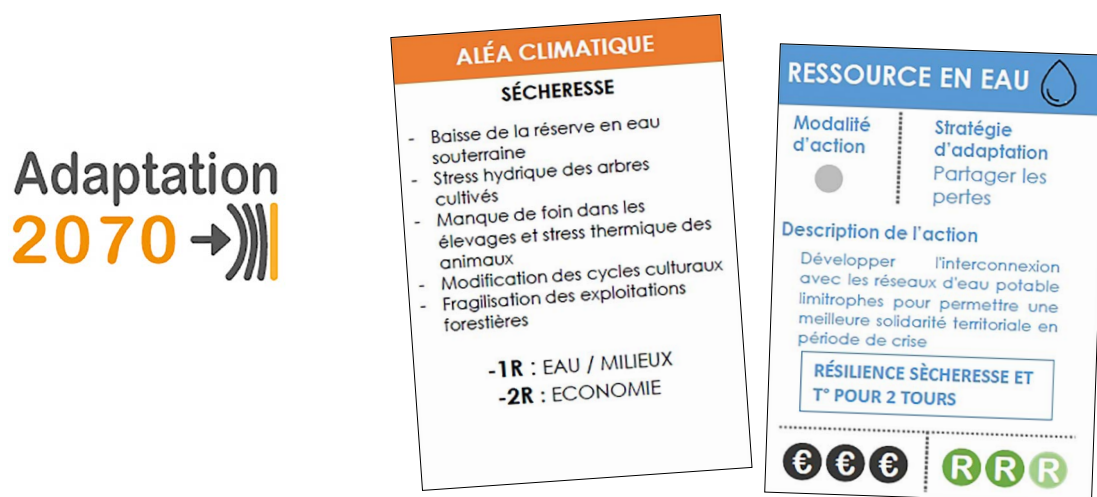 Adaptation
2070
ALÉA CLIMATIQUE
SÉCHERESSE
- Baisse de la réserve en eau
souterraine
- Stress hydrique des arbres
cultivés
- Manque de foin dans les
élevages et stress thermique des
animaux
- Modification des cycles culturaux
- Fragilisation des exploitations
forestières
-1R : EAU / MILIEUX
-2R : ECONOMIE
RESSOURCE EN EAU
Modalité
d'action
Stratégie
d'adaptation
Partager les
pertes
Description de l'action
Développer l'interconnexion
avec les réseaux d'eau potable
limitrophes pour permettre une
meilleure solidarité territoriale en
période de crise
RÉSILIENCE SÈCHERESSE ET
T° POUR 2 TOURS
€ € € R R R